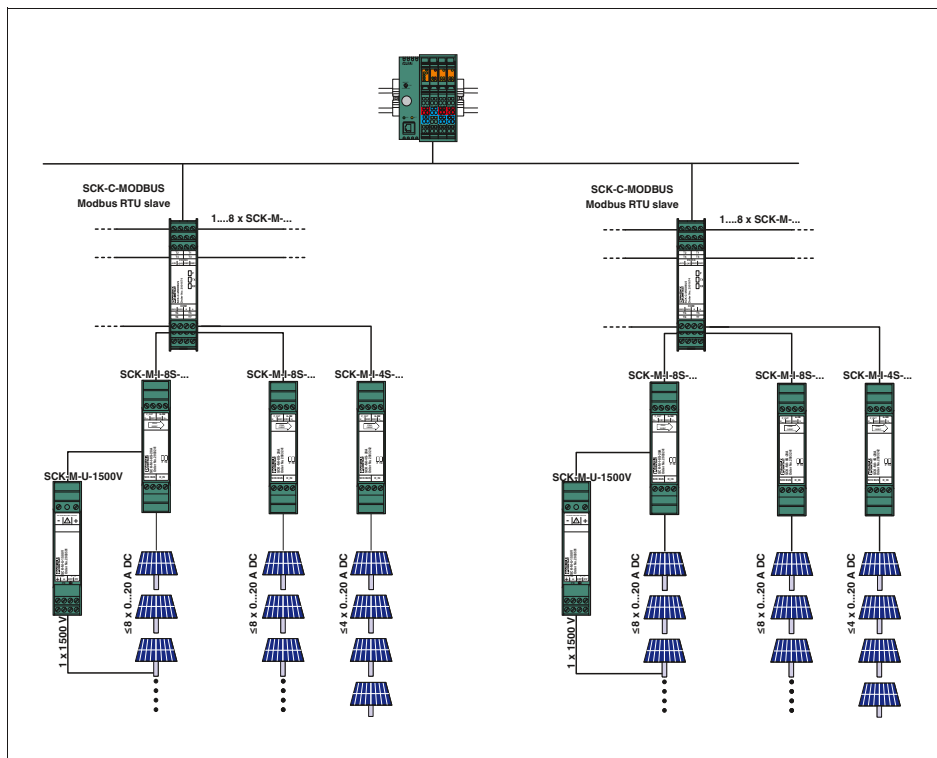 SCK-C-MODBUS
Modbus RTU slave
1....8 x SCK-M-...
SCK-M-I-8S-...
SCK-M-I-8S-...
SCK-M-I-4S-...
SCK-M-U-1500V
- +
1 x 1500 V
≤8 x 0...20 A DC
≤8 x 0...20 A DC
≤4 x 0...20 A DC
SCK-C-MODBUS
Modbus RTU slave
1....8 x SCK-M-...
SCK-M-I-8S-...
SCK-M-I-8S-...
SCK-M-I-4S-...
SCK-M-U-1500V
- +
1 x 1500 V
≤8 x 0...20 A DC
≤8 x 0...20 A DC
≤4 x 0...20 A DC